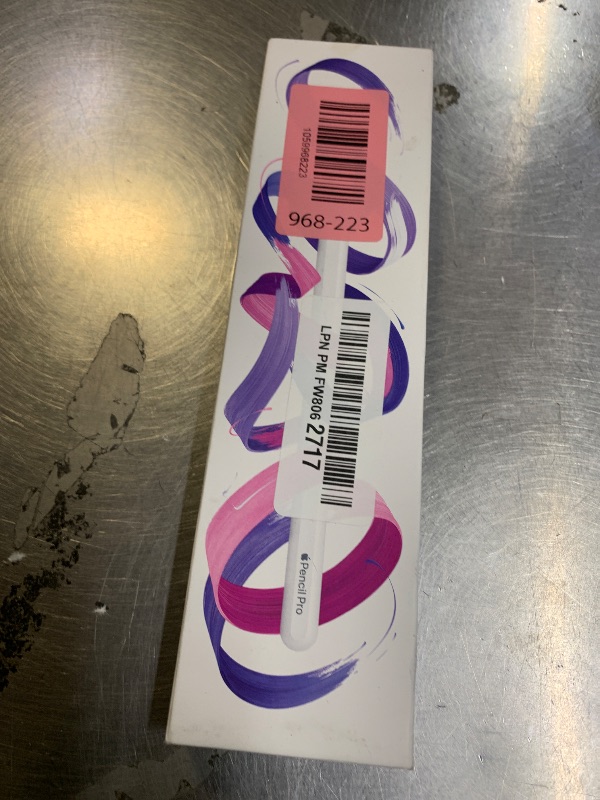 1059968223
968-223
LPN PM FW806 2717
Pencil Pro